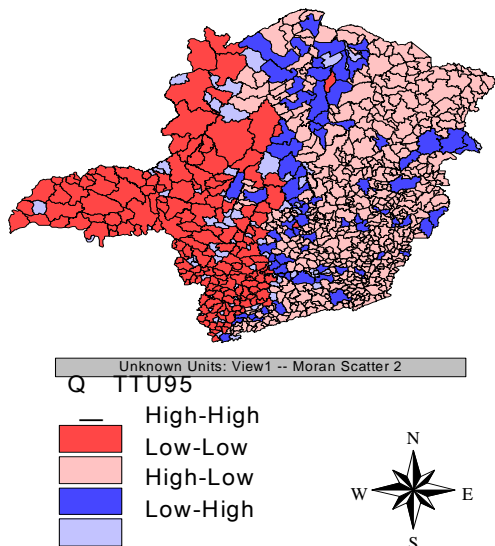 Unknown Units: View1 -- Moran Scatter 2
Q TTU95
High-High
Low-Low
High-Low
Low-High
N
W E
S